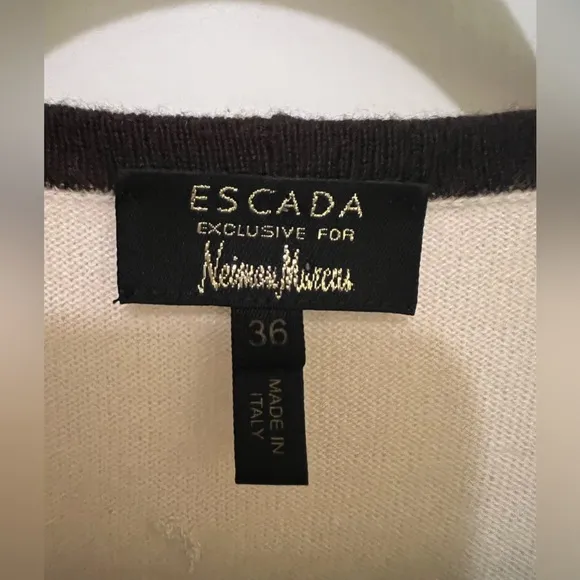 ESCADA
EXCLUSIVE FOR
Neiman Marcus
36
MADE IN
ITALY